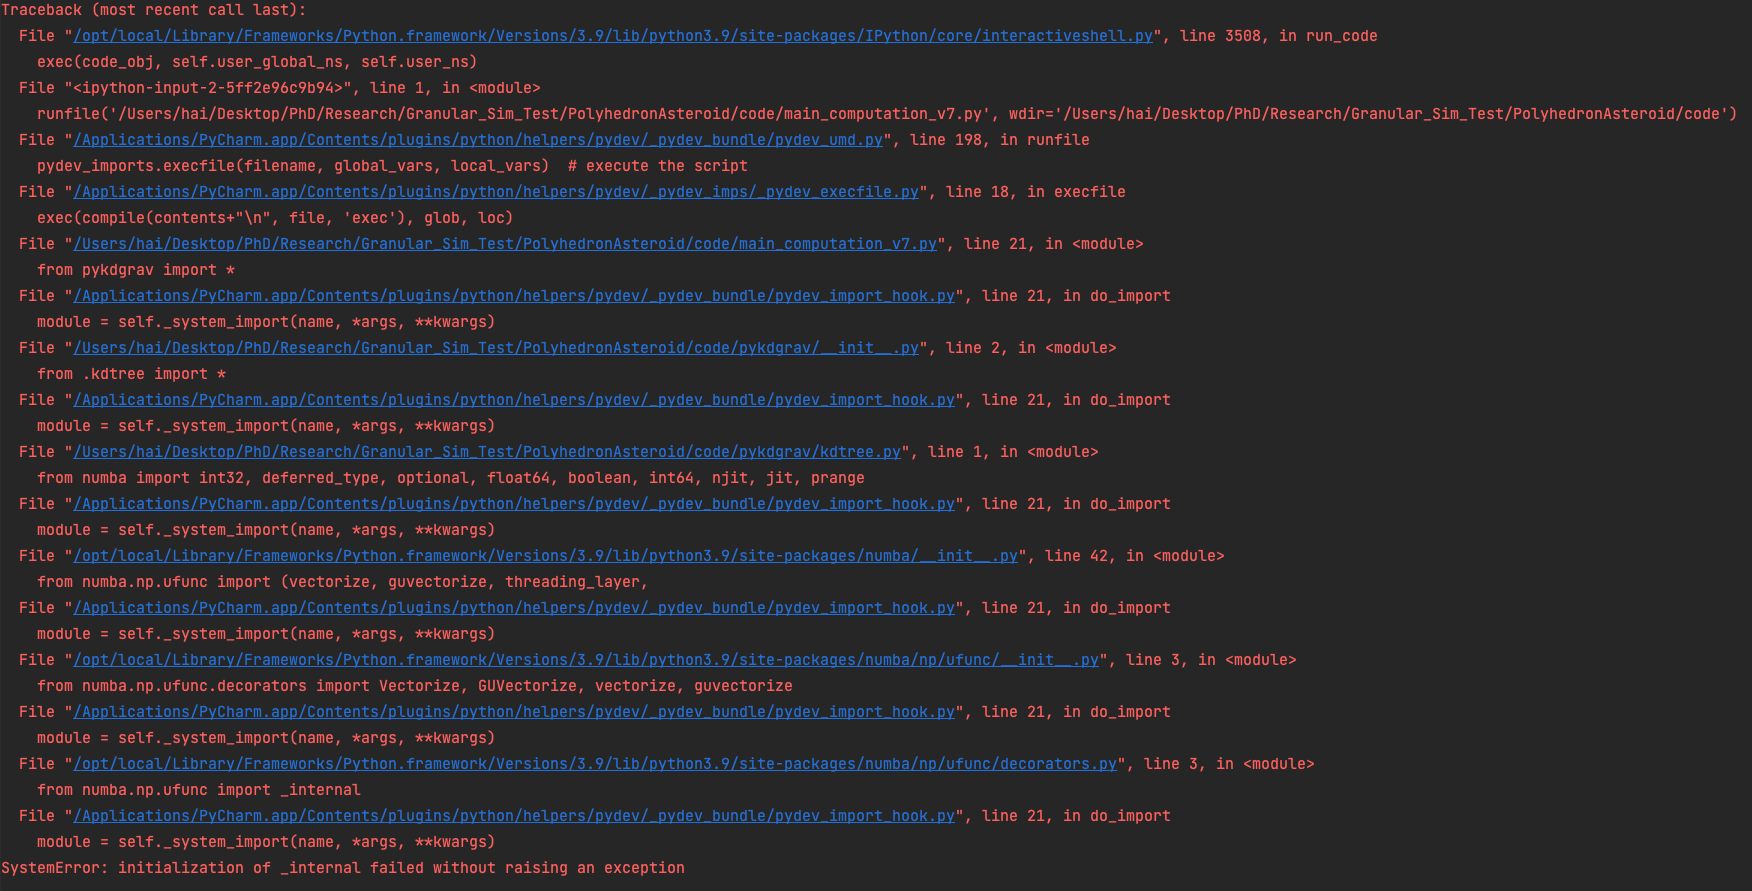 Traceback (most recent call last):
  File "/opt/local/Library/Frameworks/Python.framework/Versions/3.9/lib/python3.9/site-packages/IPython/core/interactiveshell.py", line 3508, in run_code
    exec(code_obj, self.user_global_ns, self.user_ns)
  File "<ipython-input-2-5ff2e96c9b94>", line 1, in <module>
    runfile('/Users/hai/Desktop/PhD/Research/Granular_Sim_Test/PolyhedronAsteroid/code/main_computation_v7.py', wdir='/Users/hai/Desktop/PhD/Research/Granular_Sim_Test/PolyhedronAsteroid/code')
  File "/Applications/PyCharm.app/Contents/plugins/python/helpers/pydev/_pydev_bundle/pydev_umd.py", line 198, in runfile
    pydev_imports.execfile(filename, global_vars, local_vars)  # execute the script
  File "/Applications/PyCharm.app/Contents/plugins/python/helpers/pydev/_pydev_imps/_pydev_execfile.py", line 18, in execfile
    exec(compile(contents+"\n", file, 'exec'), glob, loc)
  File "/Users/hai/Desktop/PhD/Research/Granular_Sim_Test/PolyhedronAsteroid/code/main_computation_v7.py", line 21, in <module>
    from pykdgrav import *
  File "/Applications/PyCharm.app/Contents/plugins/python/helpers/pydev/_pydev_bundle/pydev_import_hook.py", line 21, in do_import
    module = self._system_import(name, *args, **kwargs)
  File "/Users/hai/Desktop/PhD/Research/Granular_Sim_Test/PolyhedronAsteroid/code/pykdgrav/__init__.py", line 2, in <module>
    from .kdtree import *
  File "/Applications/PyCharm.app/Contents/plugins/python/helpers/pydev/_pydev_bundle/pydev_import_hook.py", line 21, in do_import
    module = self._system_import(name, *args, **kwargs)
  File "/Users/hai/Desktop/PhD/Research/Granular_Sim_Test/PolyhedronAsteroid/code/pykdgrav/kdtree.py", line 1, in <module>
    from numba import int32, deferred_type, optional, float64, boolean, int64, njit, jit, prange
  File "/Applications/PyCharm.app/Contents/plugins/python/helpers/pydev/_pydev_bundle/pydev_import_hook.py", line 21, in do_import
    module = self._system_import(name, *args, **kwargs)
  File "/opt/local/Library/Frameworks/Python.framework/Versions/3.9/lib/python3.9/site-packages/numba/__init__.py", line 42, in <module>
    from numba.np.ufunc import (vectorize, guvectorize, threading_layer,
  File "/Applications/PyCharm.app/Contents/plugins/python/helpers/pydev/_pydev_bundle/pydev_import_hook.py", line 21, in do_import
    module = self._system_import(name, *args, **kwargs)
  File "/opt/local/Library/Frameworks/Python.framework/Versions/3.9/lib/python3.9/site-packages/numba/np/ufunc/__init__.py", line 3, in <module>
    from numba.np.ufunc.decorators import Vectorize, GUVectorize, vectorize, guvectorize
  File "/Applications/PyCharm.app/Contents/plugins/python/helpers/pydev/_pydev_bundle/pydev_import_hook.py", line 21, in do_import
    module = self._system_import(name, *args, **kwargs)
  File "/opt/local/Library/Frameworks/Python.framework/Versions/3.9/lib/python3.9/site-packages/numba/np/ufunc/decorators.py", line 3, in <module>
    from numba.np.ufunc import _internal
  File "/Applications/PyCharm.app/Contents/plugins/python/helpers/pydev/_pydev_bundle/pydev_import_hook.py", line 21, in do_import
    module = self._system_import(name, *args, **kwargs)
SystemError: initialization of _internal failed without raising an exception